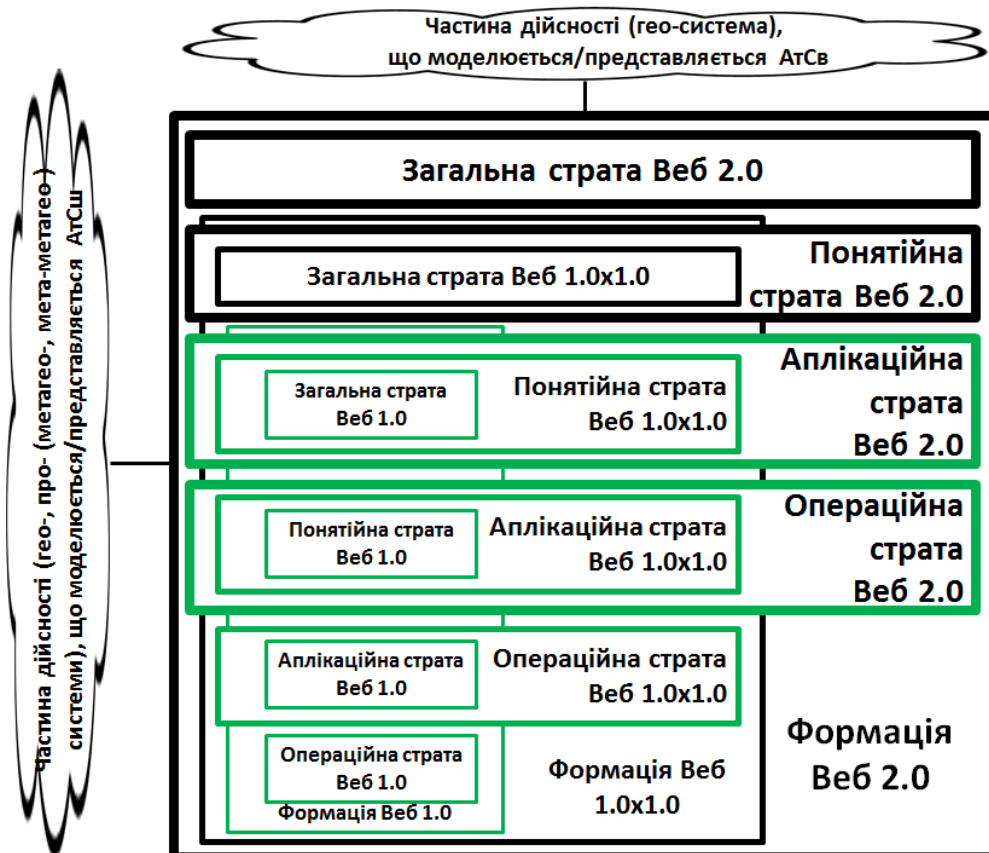 Частина дійсності (гео-система),
що моделюється/представляється АтСв
Частина дійсності (гео-, про- (метагео-, мета-метагео-)
системи), що моделюється/представляється АтСш
Загальна страта Веб 2.0
Загальна страта Веб 1.0x1.0
Понятійна
страта Веб 2.0
Загальна страта
Веб 1.0
Понятійна страта
Веб 1.0x1.0
Аплікаційна
страта
Веб 2.0
Понятійна страта
Веб 1.0
Аплікаційна страта
Веб 1.0x1.0
Операційна
страта
Веб 2.0
Аплікаційна страта
Веб 1.0
Операційна страта
Веб 1.0x1.0
Операційна страта
Веб 1.0
Формація Веб 1.0
Формація Веб
1.0x1.0
Формація
Веб 2.0